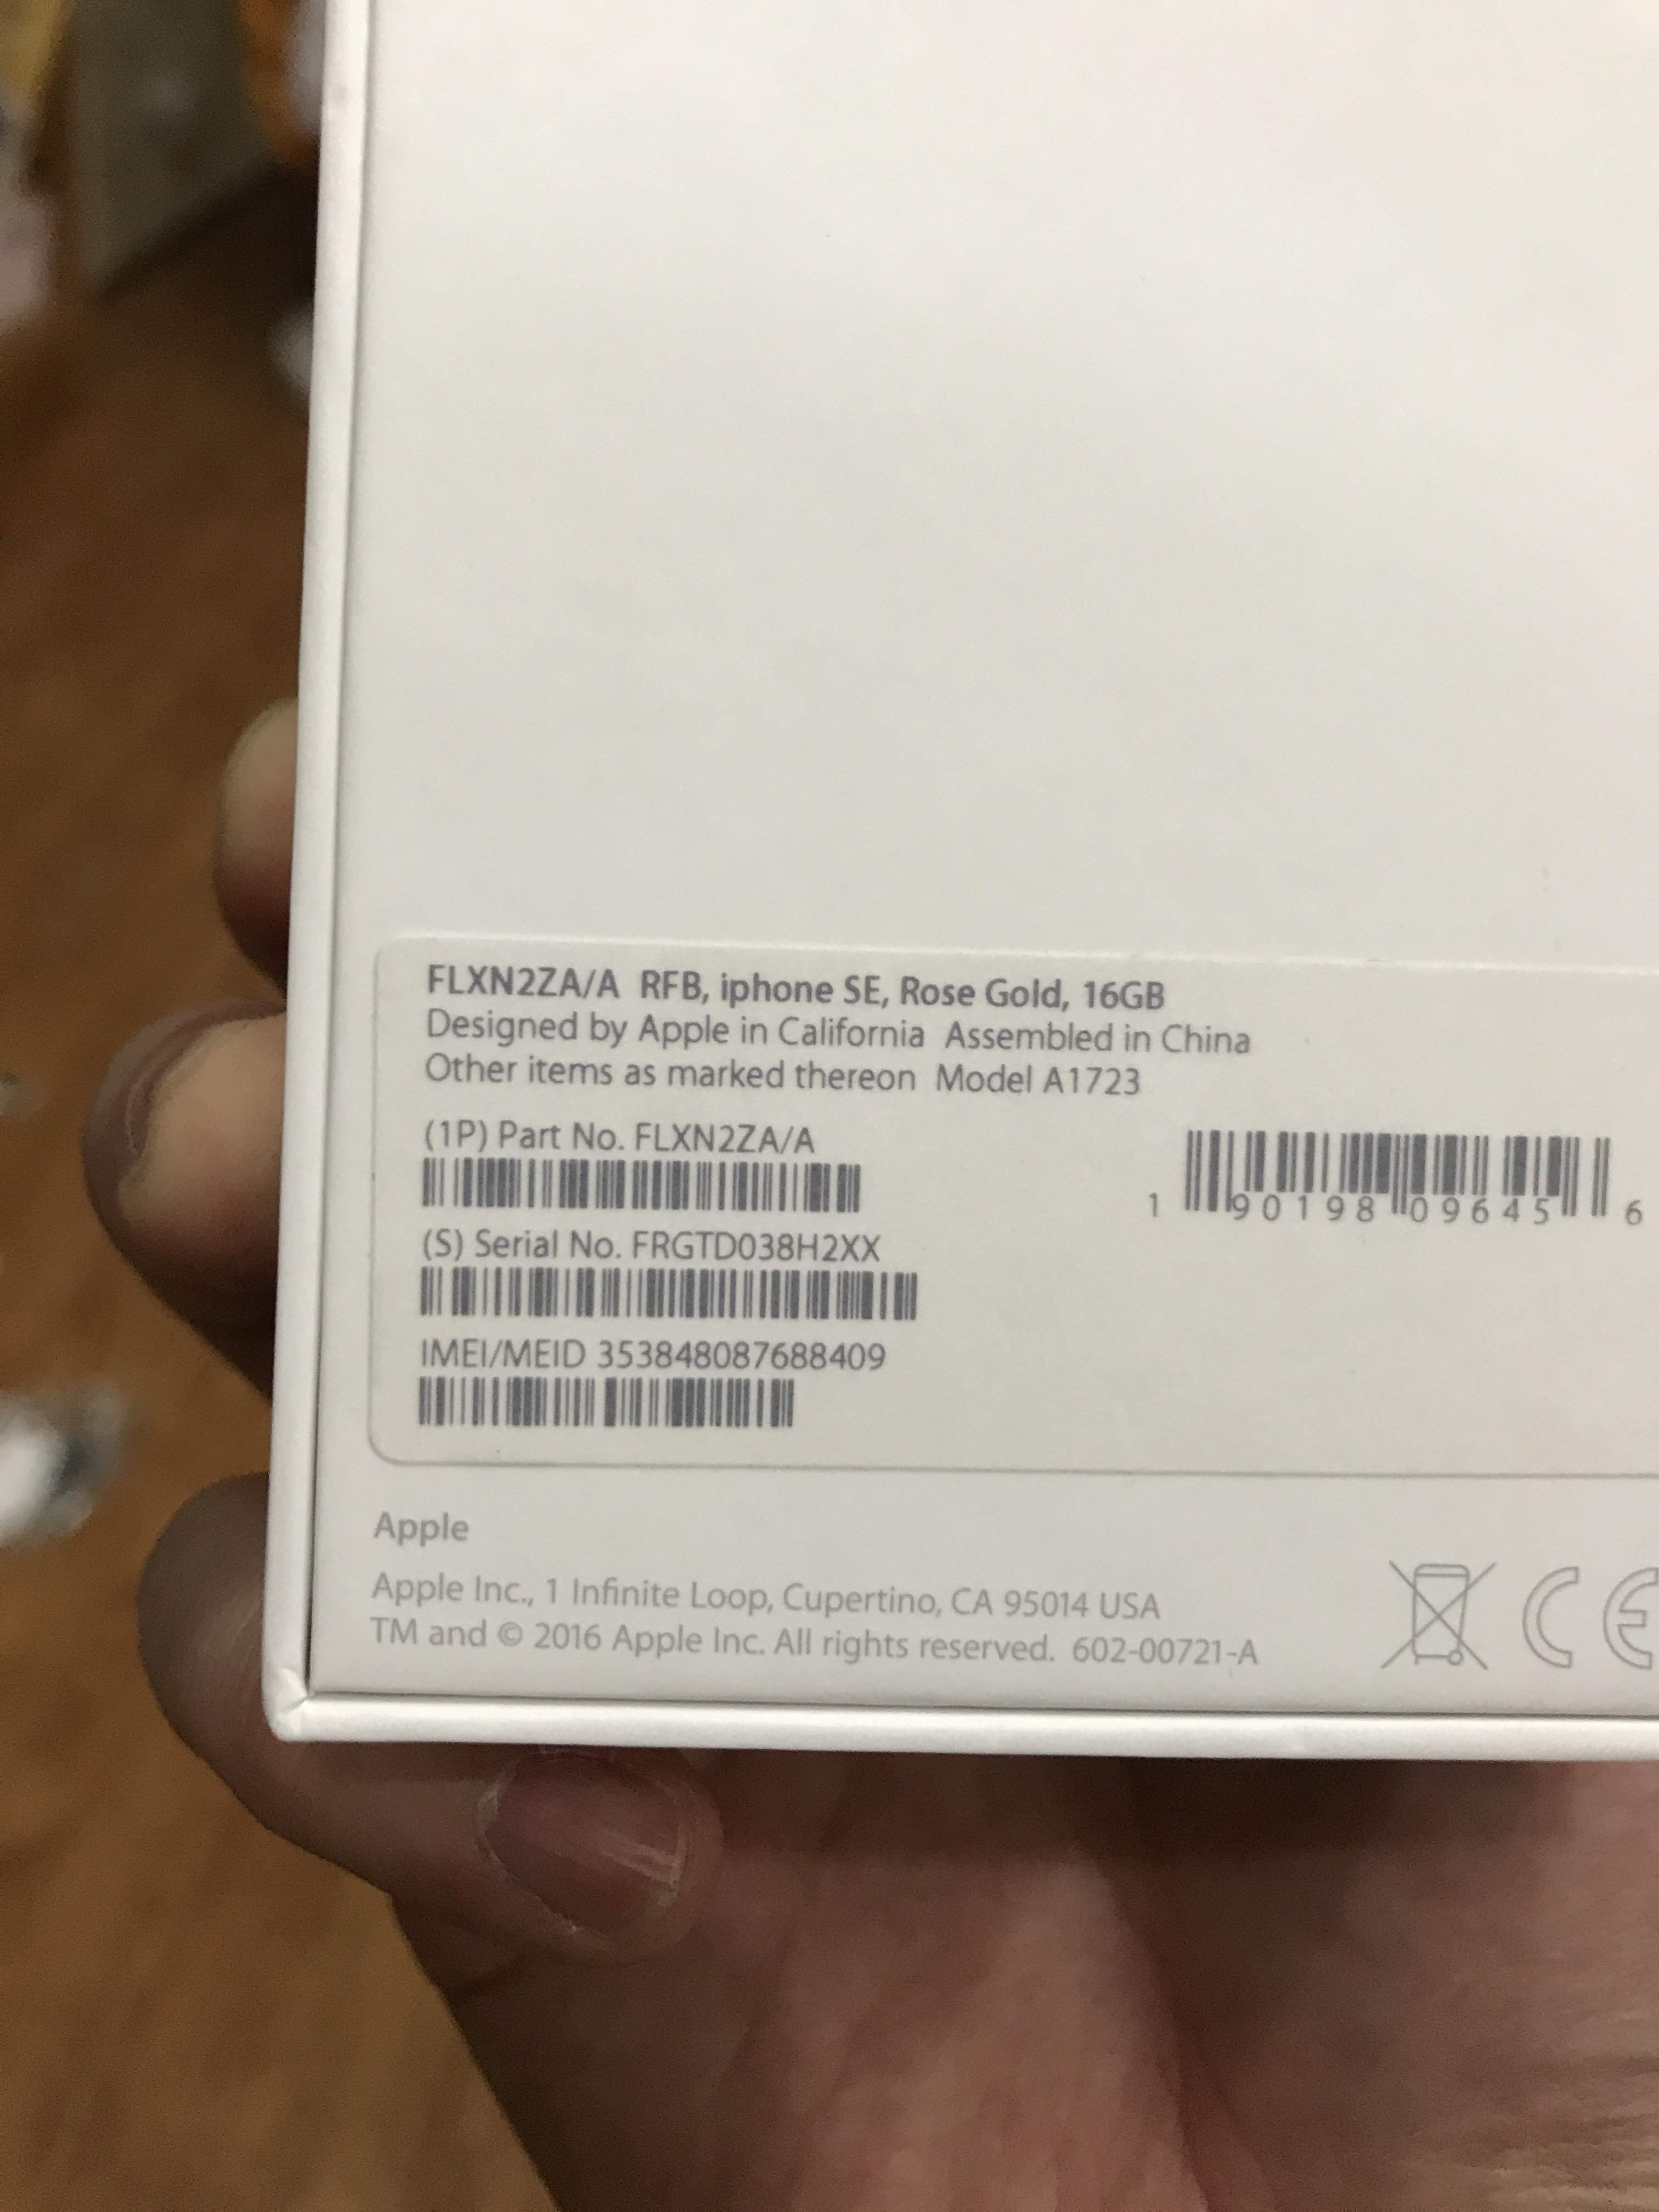 FLXN2ZA/A RFB, iphone SE, Rose Gold, 16GB
Designed by Apple in California Assembled in China
Other items as marked thereon Model A1723
(1P) Part No. FLXN2ZA/A
1 90198 09645 6
(S) Serial No. FRGTD038H2XX
IMEI/MEID 353848087688409
Apple
Apple Inc., 1 Infinite Loop, Cupertino, CA 95014 USA
TM and © 2016 Apple Inc. All rights reserved. 602-00721-A
CE